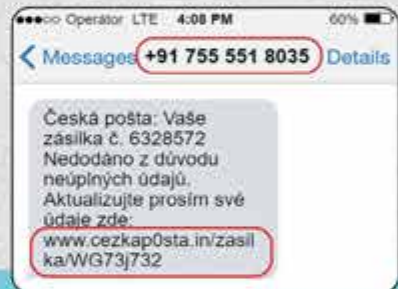 Operator LTE 4:08 PM 60%
Messages +91 755 551 8035 Details
Česká pošta: Vaše
zásilka č. 6328572
Nedodáno z důvodu
neúplných údajů.
Aktualizujte prosím své
údaje zde:
www.cezkap0sta.in/zasil
ka/WG73j732